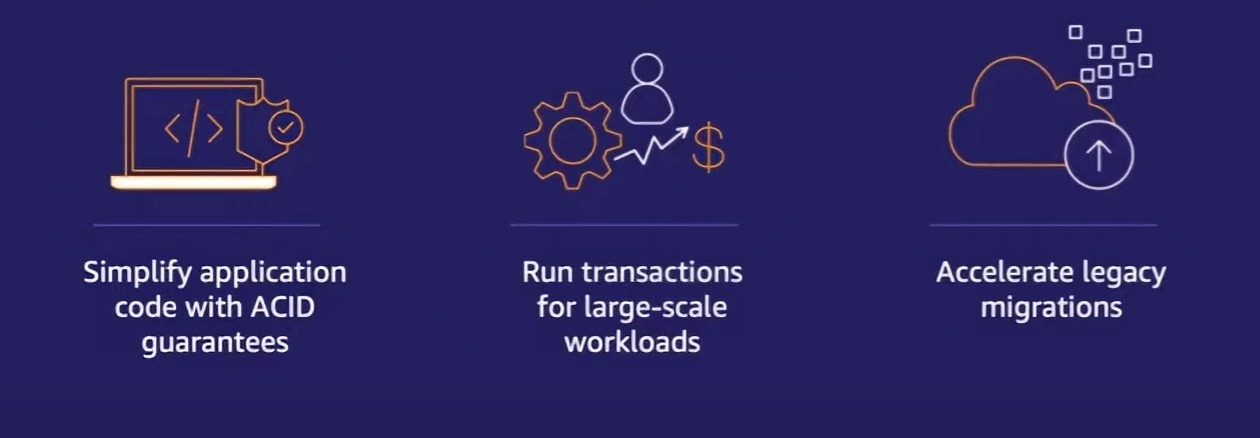 Simplify application
code with ACID
guarantees
Run transactions
for large-scale
workloads
Accelerate legacy
migrations